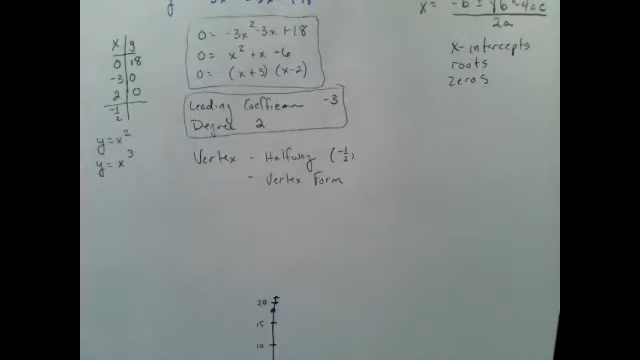 x = -b ± √b² - 4ac
2a
0 = -3x² - 3x + 18
0 = x² + x - 6
0 = (x+3)(x-2)
x | y
0 | 18
-3 | 0
2 | 0
-1/2 |
x-intercepts
roots
zeros
Leading Coefficient -3
Degree 2
y = x²
y = x³
Vertex - Halfway (-1/2,
- Vertex Form
20
15
10